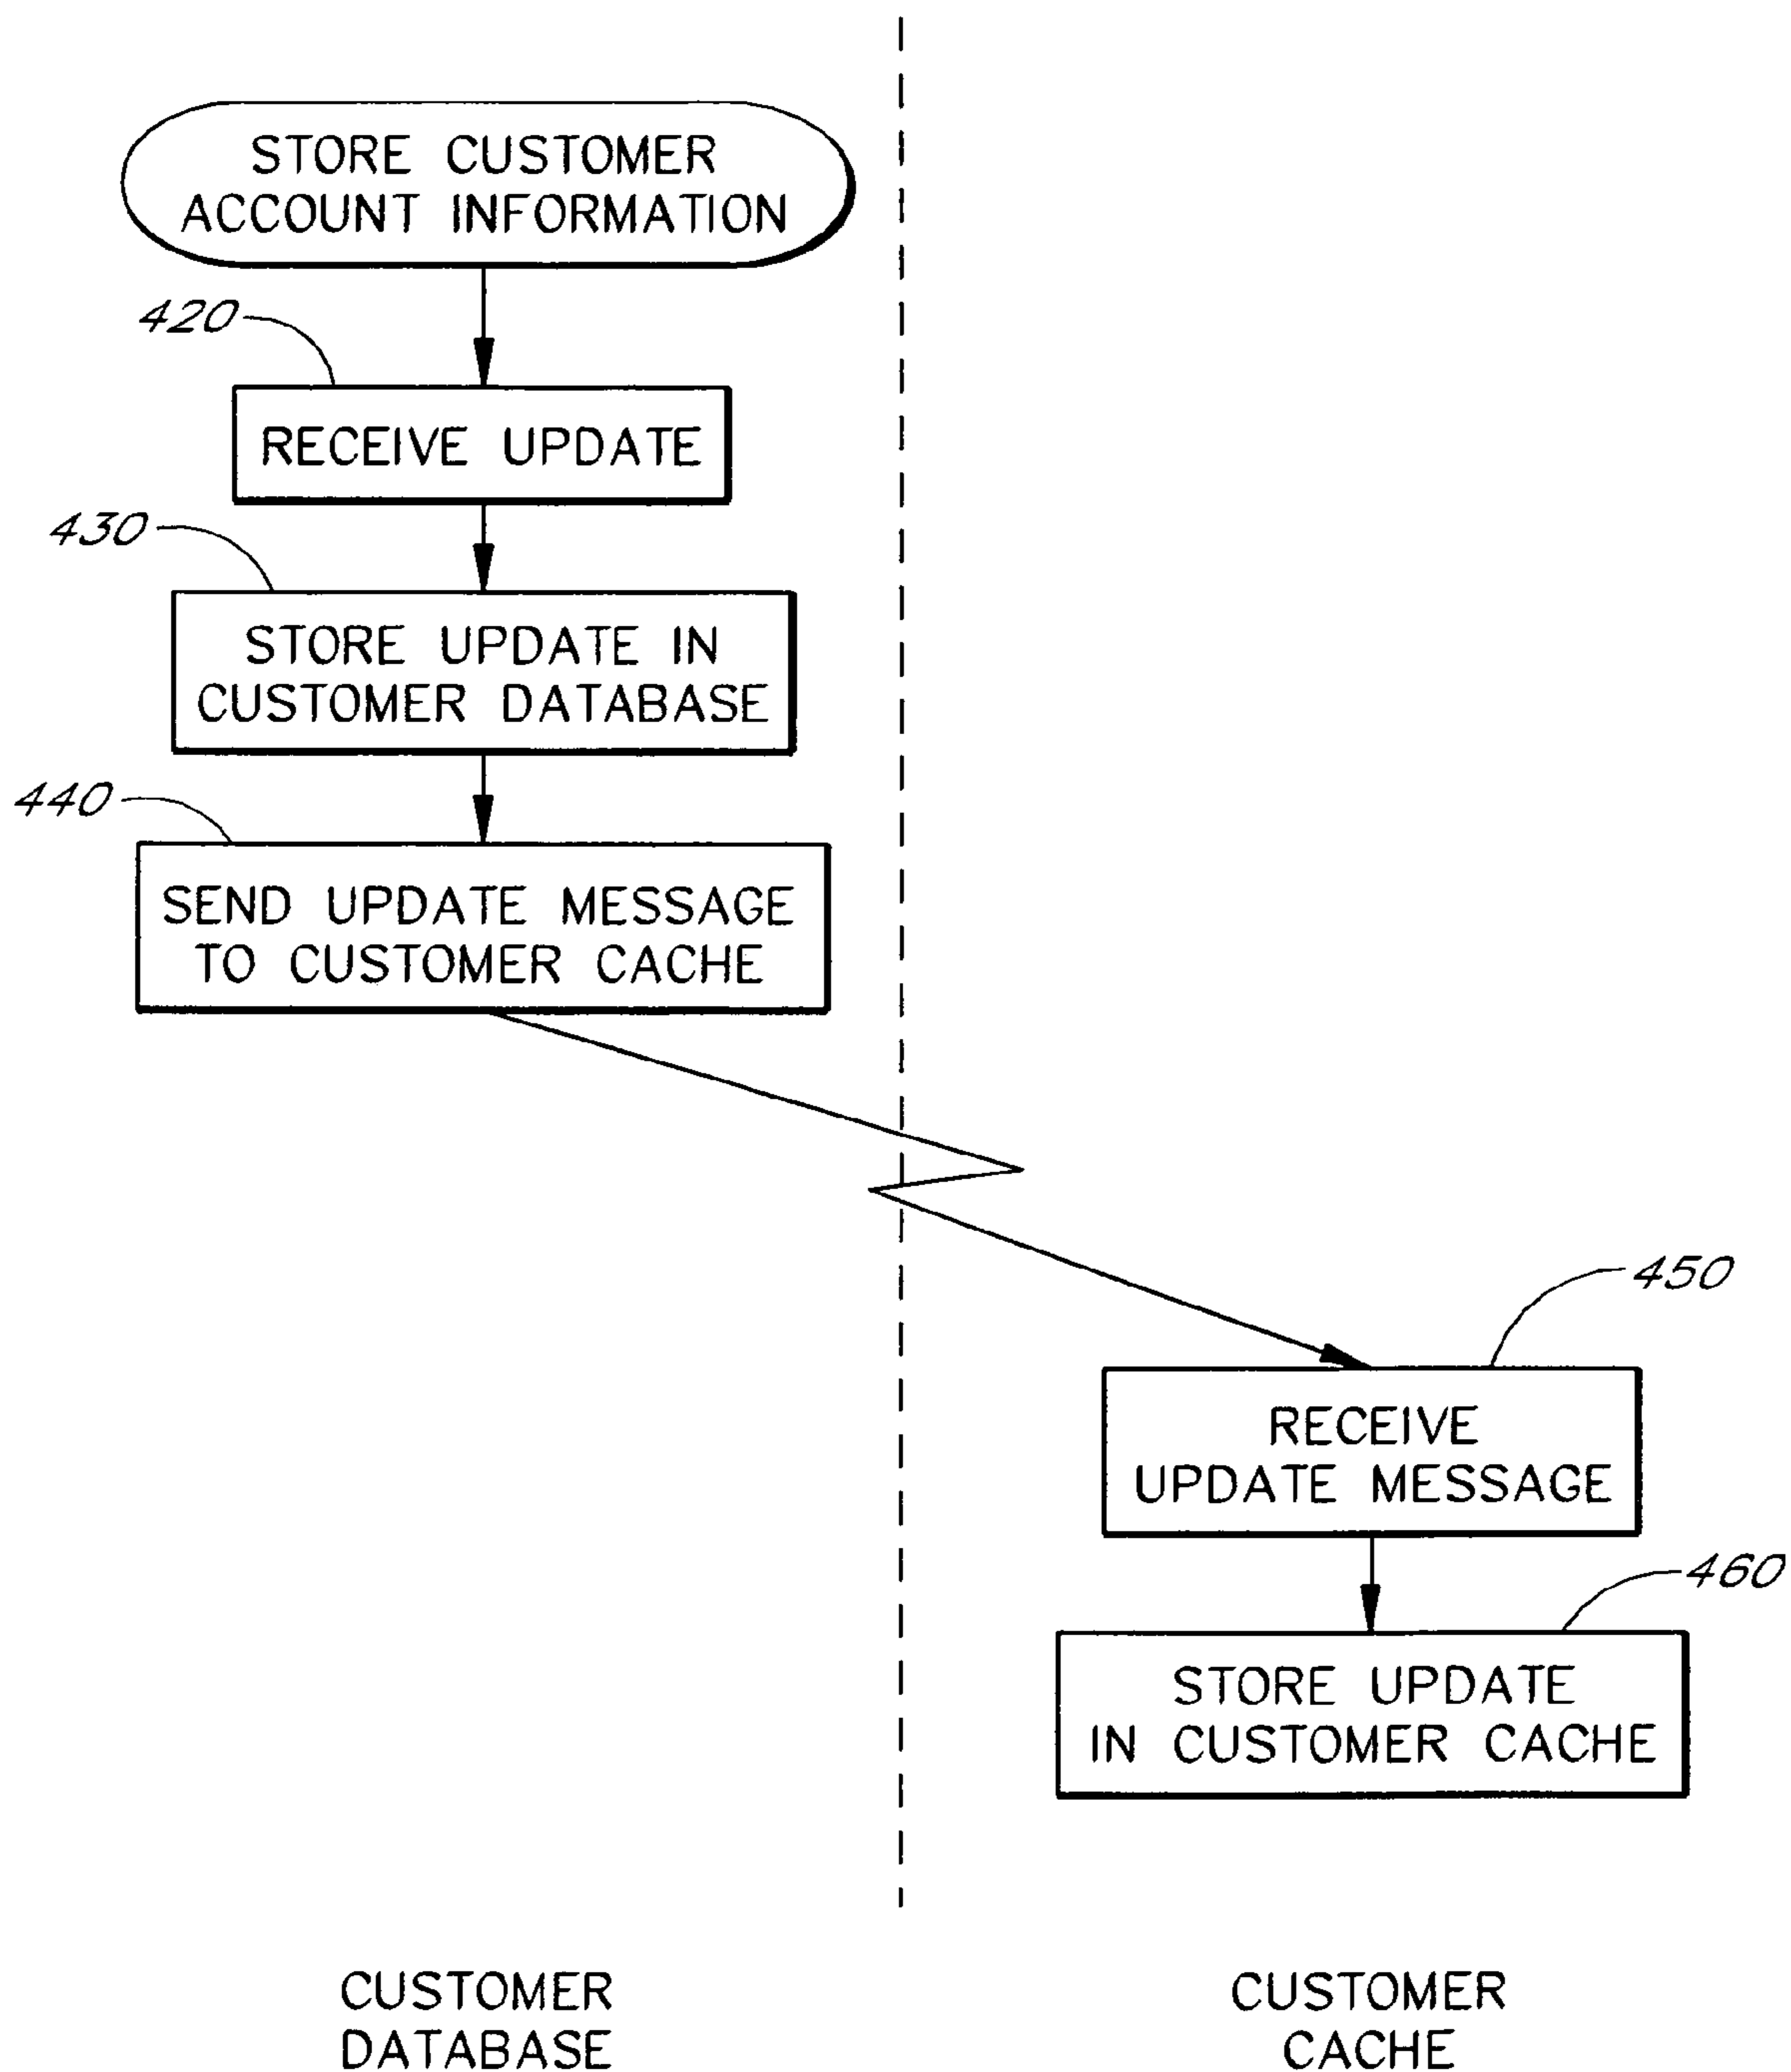 STORE CUSTOMER
ACCOUNT INFORMATION
420
RECEIVE UPDATE
430
STORE UPDATE IN
CUSTOMER DATABASE
440
SEND UPDATE MESSAGE
TO CUSTOMER CACHE
450
RECEIVE
UPDATE MESSAGE
460
STORE UPDATE
IN CUSTOMER CACHE
CUSTOMER
DATABASE
CUSTOMER
CACHE